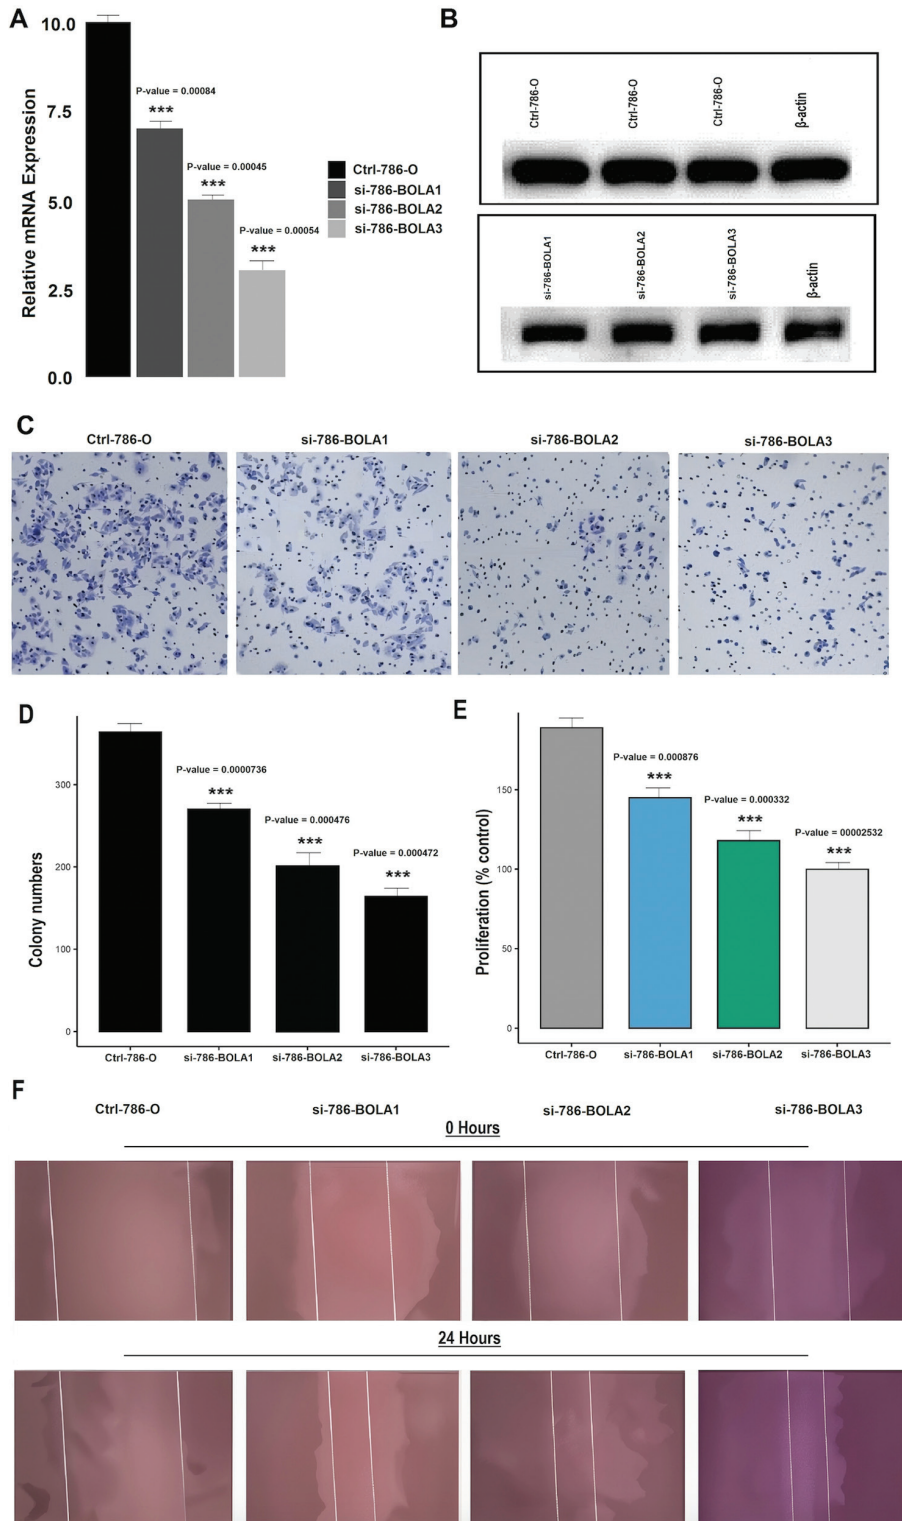 A
Relative mRNA Expression
10.0
7.5
5.0
2.5
0.0
P-value = 0.00084
***
P-value = 0.00045
***
P-value = 0.00054
***
Ctrl-786-O
si-786-BOLA1
si-786-BOLA2
si-786-BOLA3
B
Ctrl-786-O
Ctrl-786-O
Ctrl-786-O
β-actin
si-786-BOLA1
si-786-BOLA2
si-786-BOLA3
β-actin
C
Ctrl-786-O
si-786-BOLA1
si-786-BOLA2
si-786-BOLA3
D
Colony numbers
300
200
100
0
P-value = 0.0000736
***
P-value = 0.000476
***
P-value = 0.000472
***
Ctrl-786-O
si-786-BOLA1
si-786-BOLA2
si-786-BOLA3
E
Proliferation (% control)
150
100
50
0
P-value = 0.000876
***
P-value = 0.000332
***
P-value = 00002532
***
Ctrl-786-O
si-786-BOLA1
si-786-BOLA2
si-786-BOLA3
F
Ctrl-786-O
si-786-BOLA1
si-786-BOLA2
si-786-BOLA3
0 Hours
24 Hours